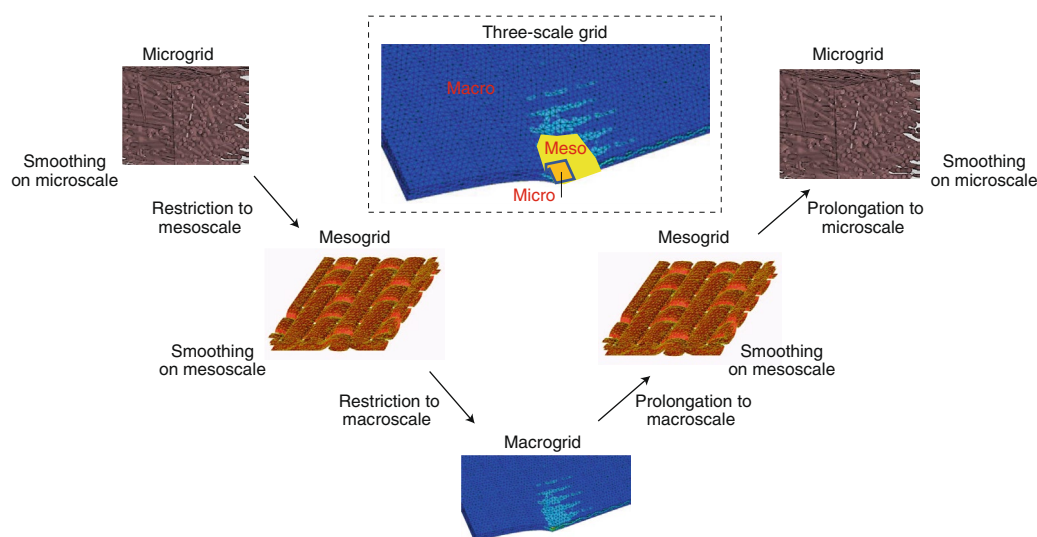 Three-scale grid
Microgrid
Microgrid
Macro
Meso
Micro
Smoothing
on microscale
Smoothing
on microscale
Restriction to
mesoscale
Prolongation to
microscale
Mesogrid
Mesogrid
Smoothing
on mesoscale
Smoothing
on mesoscale
Restriction to
macroscale
Prolongation to
macroscale
Macrogrid